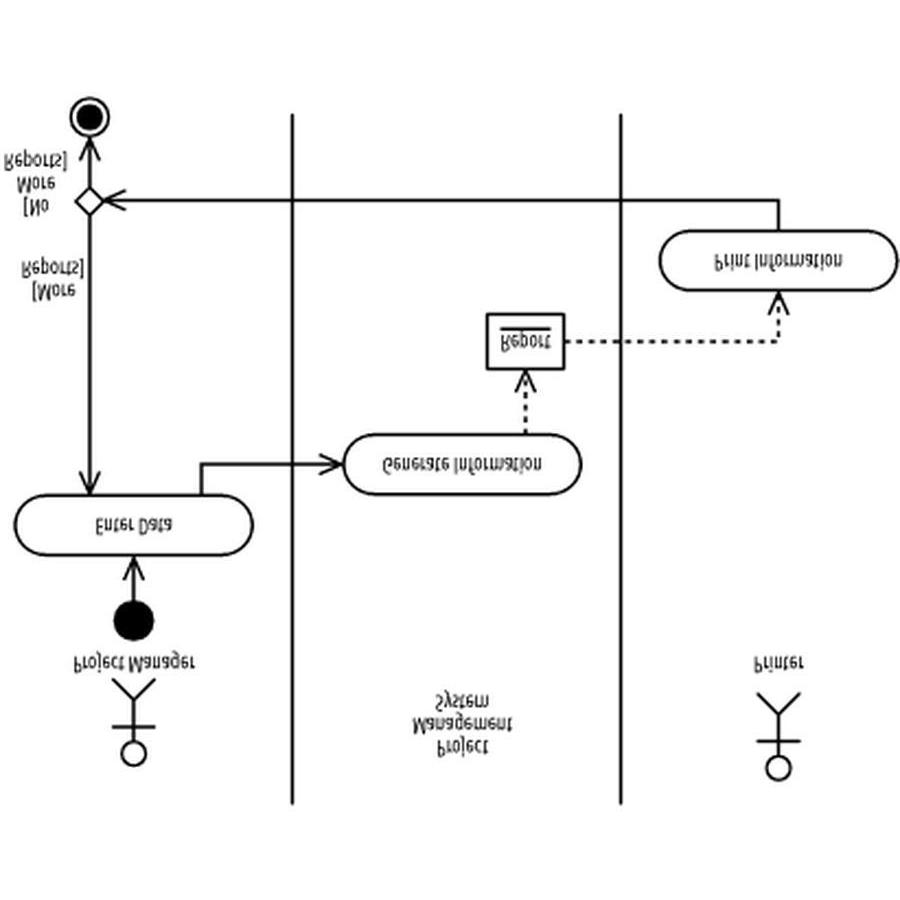 Project Manager
Project
Management
System
Printer
Enter Data
Generate Information
Report
Print Information
[More
Reports]
[No
More
Reports]